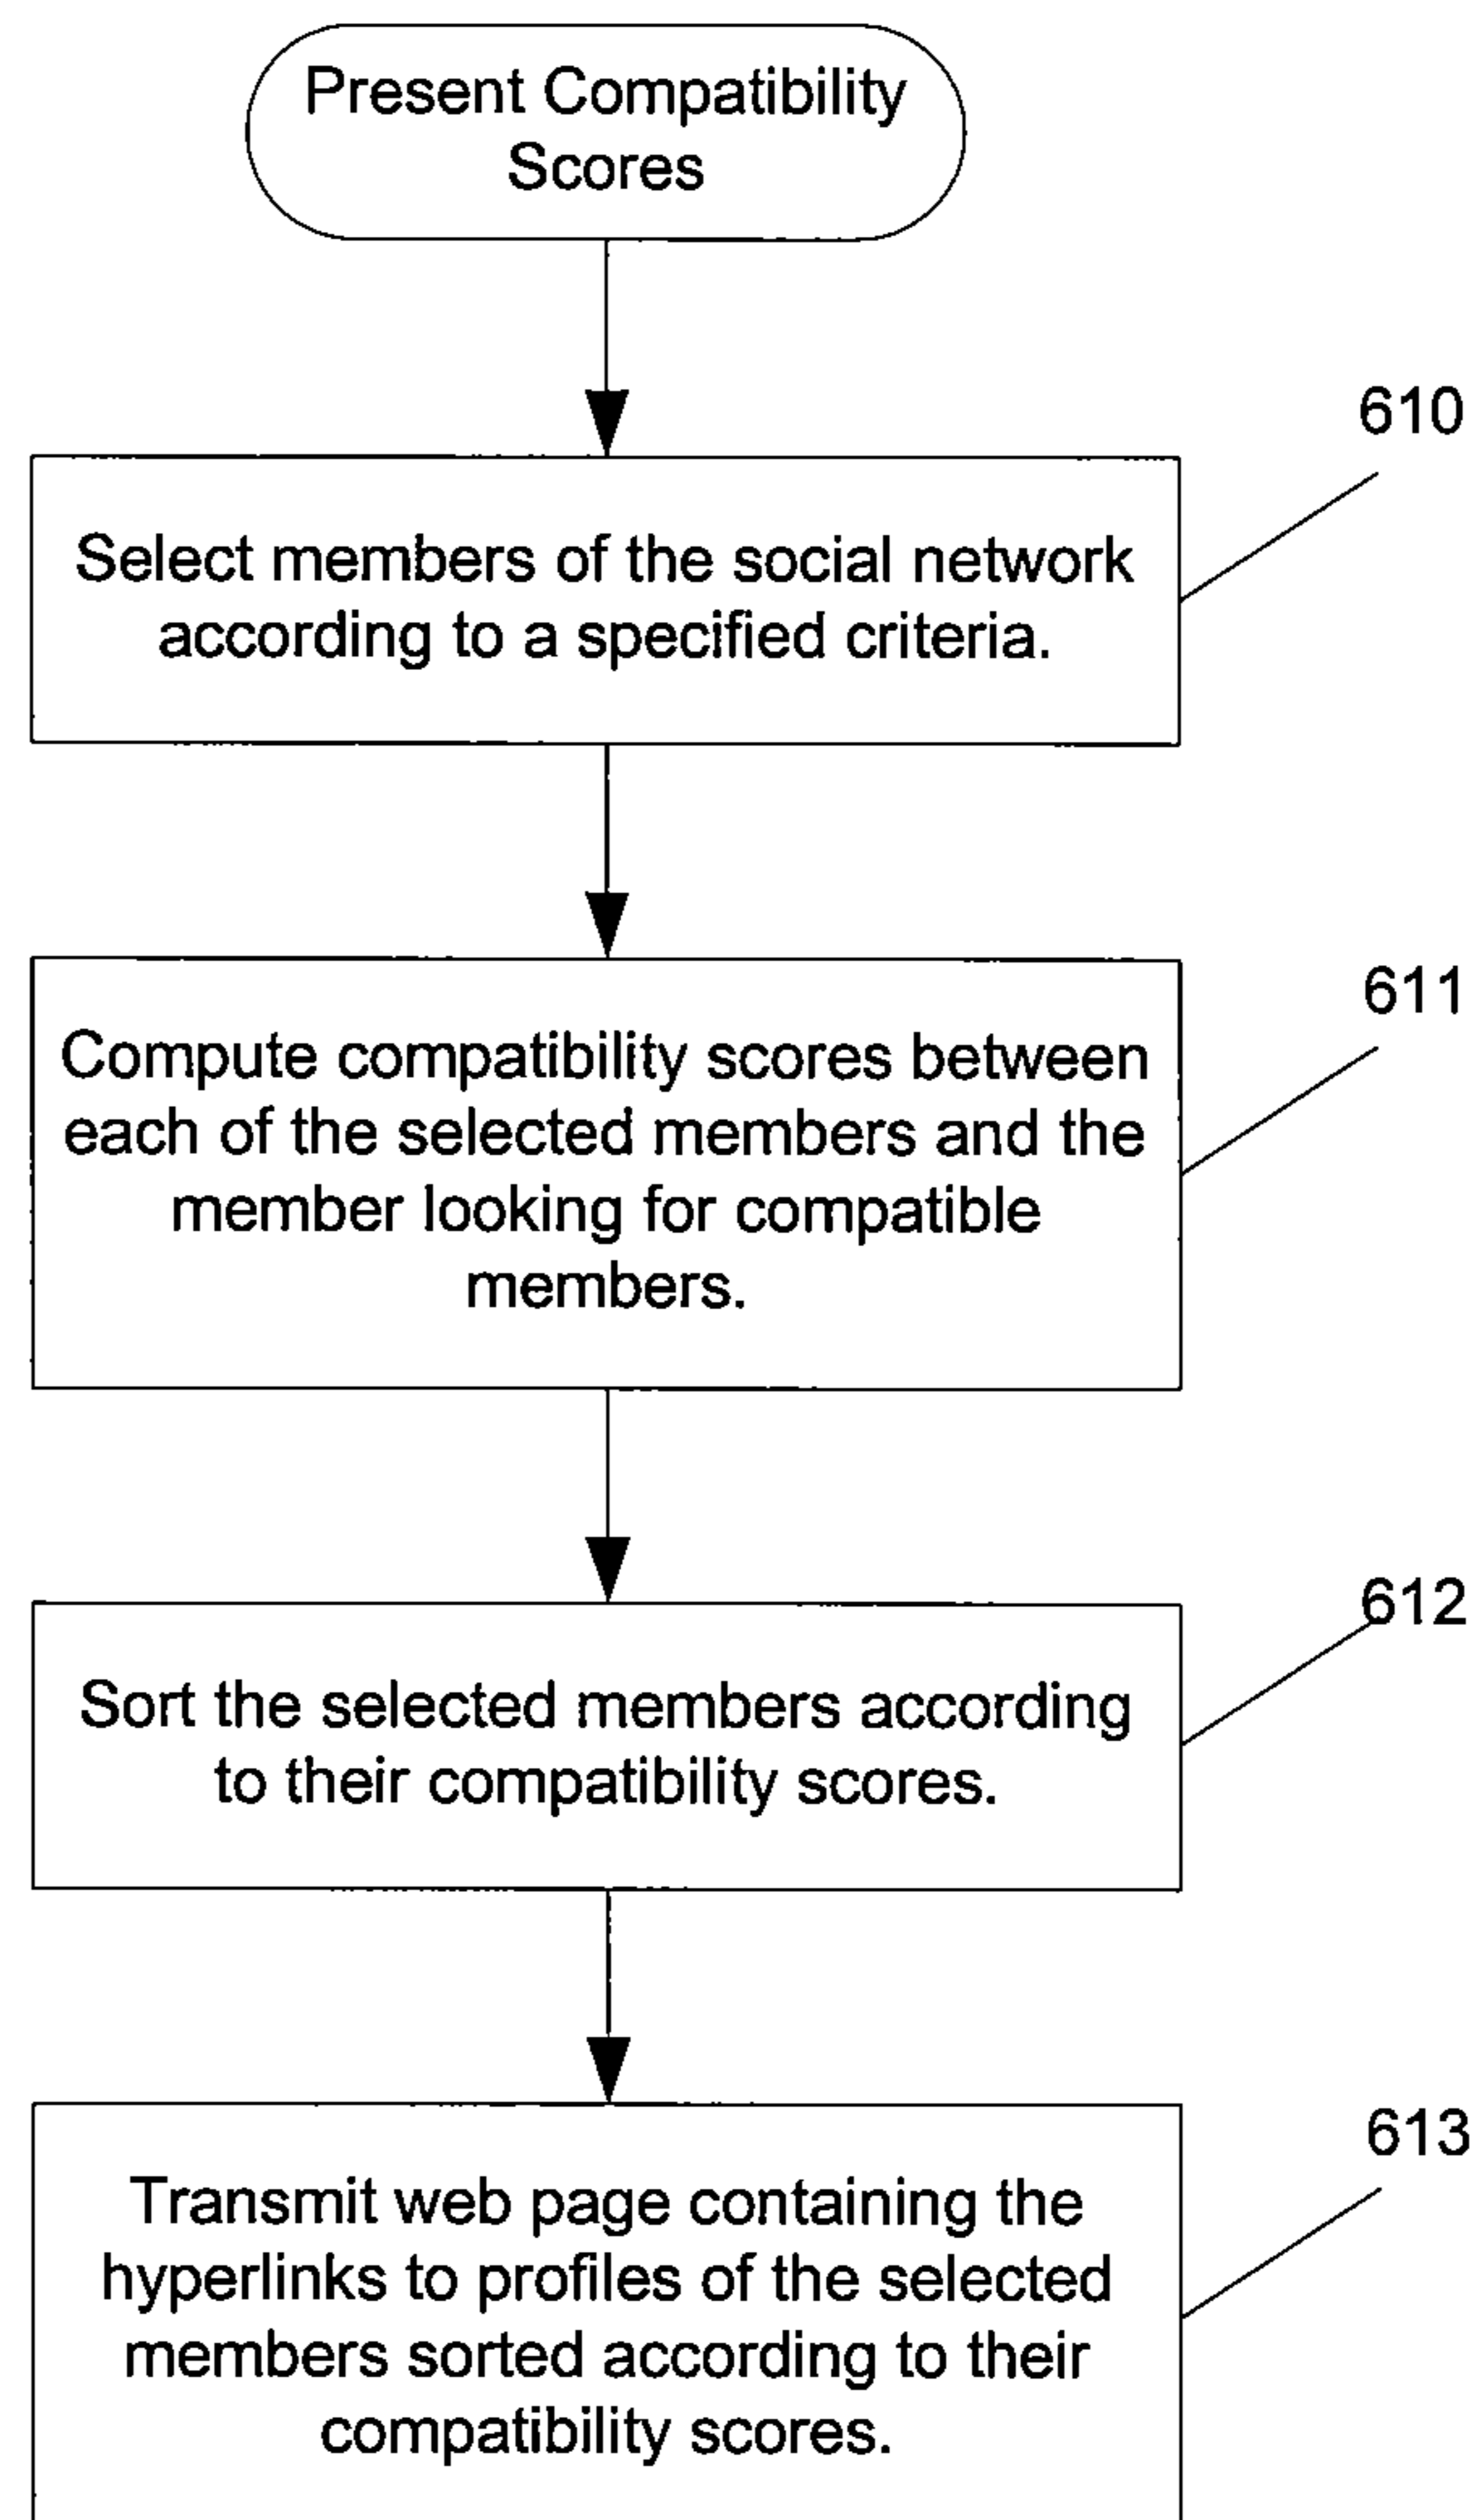 Present Compatibility
Scores
610
Select members of the social network
according to a specified criteria.
611
Compute compatibility scores between
each of the selected members and the
member looking for compatible
members.
612
Sort the selected members according
to their compatibility scores.
613
Transmit web page containing the
hyperlinks to profiles of the selected
members sorted according to their
compatibility scores.